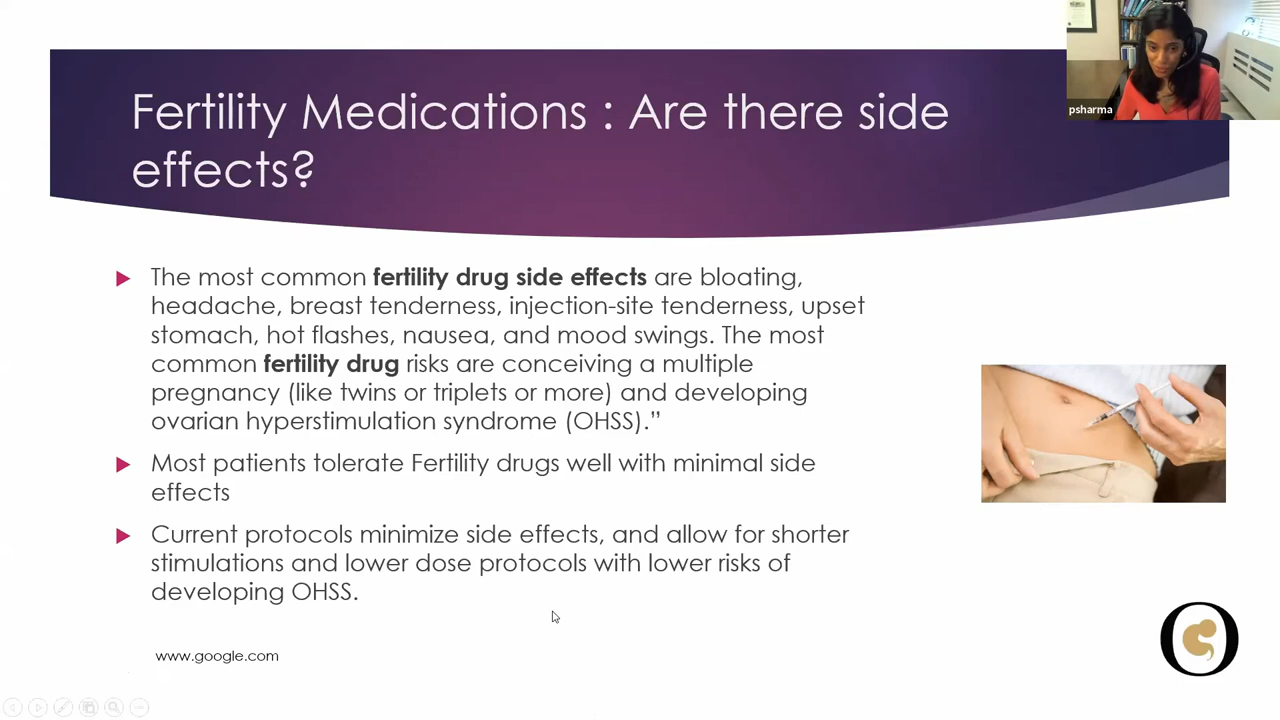 Fertility Medications : Are there side
effects?
psharma
The most common fertility drug side effects are bloating,
headache, breast tenderness, injection-site tenderness, upset
stomach, hot flashes, nausea, and mood swings. The most
common fertility drug risks are conceiving a multiple
pregnancy (like twins or triplets or more) and developing
ovarian hyperstimulation syndrome (OHSS).”
Most patients tolerate Fertility drugs well with minimal side
effects
Current protocols minimize side effects, and allow for shorter
stimulations and lower dose protocols with lower risks of
developing OHSS.
www.google.com